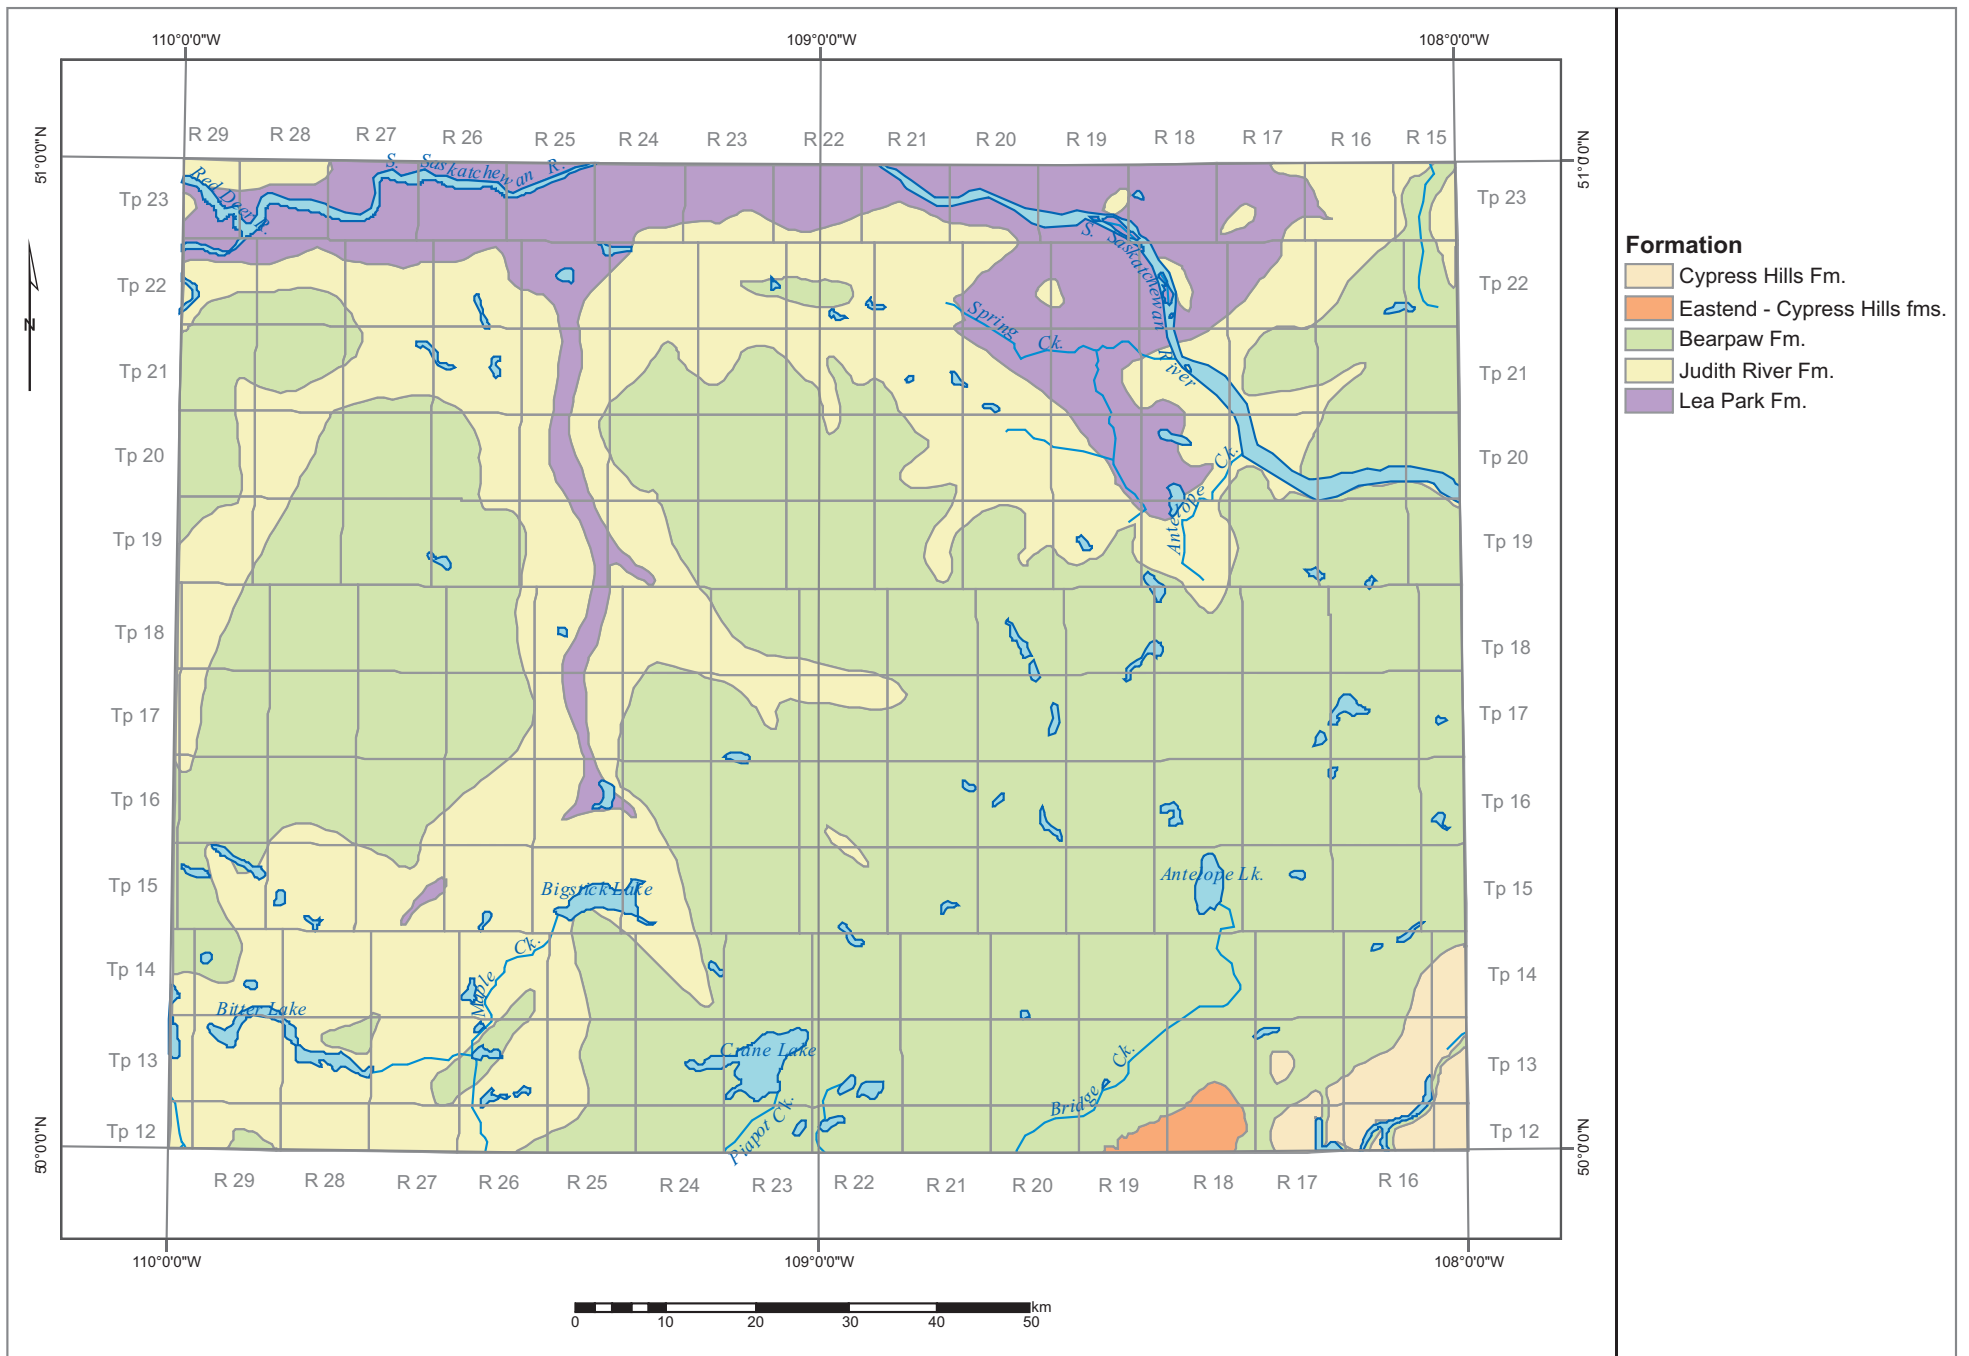 110°0'0"W 109°0'0"W 108°0'0"W
51°0'0"N
51°0'0"N
R 29 R 28 R 27 R 26 R 25 R 24 R 23 R 22 R 21 R 20 R 19 R 18 R 17 R 16 R 15
S. Saskatchewan R.
Red Deer R.
Tp 23 Tp 23
S. Saskatchewan River
Tp 22 Tp 22
Spring Ck.
Tp 21 Tp 21
Tp 20 Tp 20
Antelope Ck.
Tp 19 Tp 19
Tp 18 Tp 18
Tp 17 Tp 17
Tp 16 Tp 16
Tp 15 Tp 15
Bigstick Lake
Antelope Lk.
Tp 14 Tp 14
Maple Ck.
Bitter Lake
Crane Lake
Tp 13 Tp 13
Bridge Ck.
Piapot Ck.
Tp 12 Tp 12
50°0'0"N
50°0'0"N
R 29 R 28 R 27 R 26 R 25 R 24 R 23 R 22 R 21 R 20 R 19 R 18 R 17 R 16
110°0'0"W 109°0'0"W 108°0'0"W
km
0 10 20 30 40 50
N
Formation
Cypress Hills Fm.
Eastend - Cypress Hills fms.
Bearpaw Fm.
Judith River Fm.
Lea Park Fm.